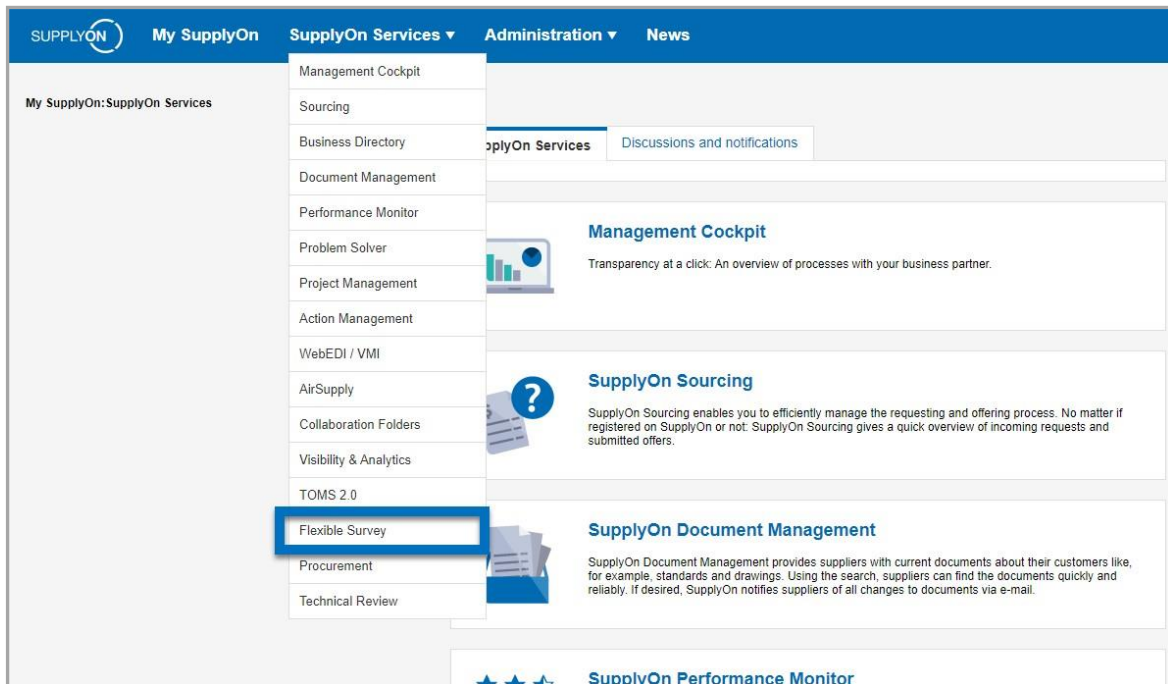 SUPPLYON My SupplyOn SupplyOn Services ▾ Administration ▾ News
My SupplyOn:SupplyOn Services
Management Cockpit
Sourcing
Business Directory
Document Management
Performance Monitor
Problem Solver
Project Management
Action Management
WebEDI / VMI
AirSupply
Collaboration Folders
Visibility & Analytics
TOMS 2.0
Flexible Survey
Procurement
Technical Review
pplyOn Services Discussions and notifications
Management Cockpit
Transparency at a click: An overview of processes with your business partner.
?
SupplyOn Sourcing
SupplyOn Sourcing enables you to efficiently manage the requesting and offering process. No matter if
registered on SupplyOn or not: SupplyOn Sourcing gives a quick overview of incoming requests and
submitted offers.
SupplyOn Document Management
SupplyOn Document Management provides suppliers with current documents about their customers like,
for example, standards and drawings. Using the search, suppliers can find the documents quickly and
reliably. If desired, SupplyOn notifies suppliers of all changes to documents via e-mail.
SupplyOn Performance Monitor